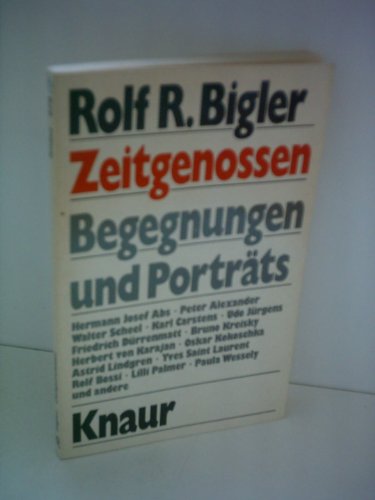 Rolf R. Bigler
Zeitgenossen
Begegnungen
und Porträts
Hermann Josef Abs · Peter Alexander
Walter Scheel · Karl Carstens · Udo Jürgens
Friedrich Dürrenmatt · Bruno Kreisky
Herbert von Karajan · Oskar Kokoschka
Astrid Lindgren · Yves Saint Laurent
Rolf Bossi · Lilli Palmer · Paula Wessely
und andere
Knaur